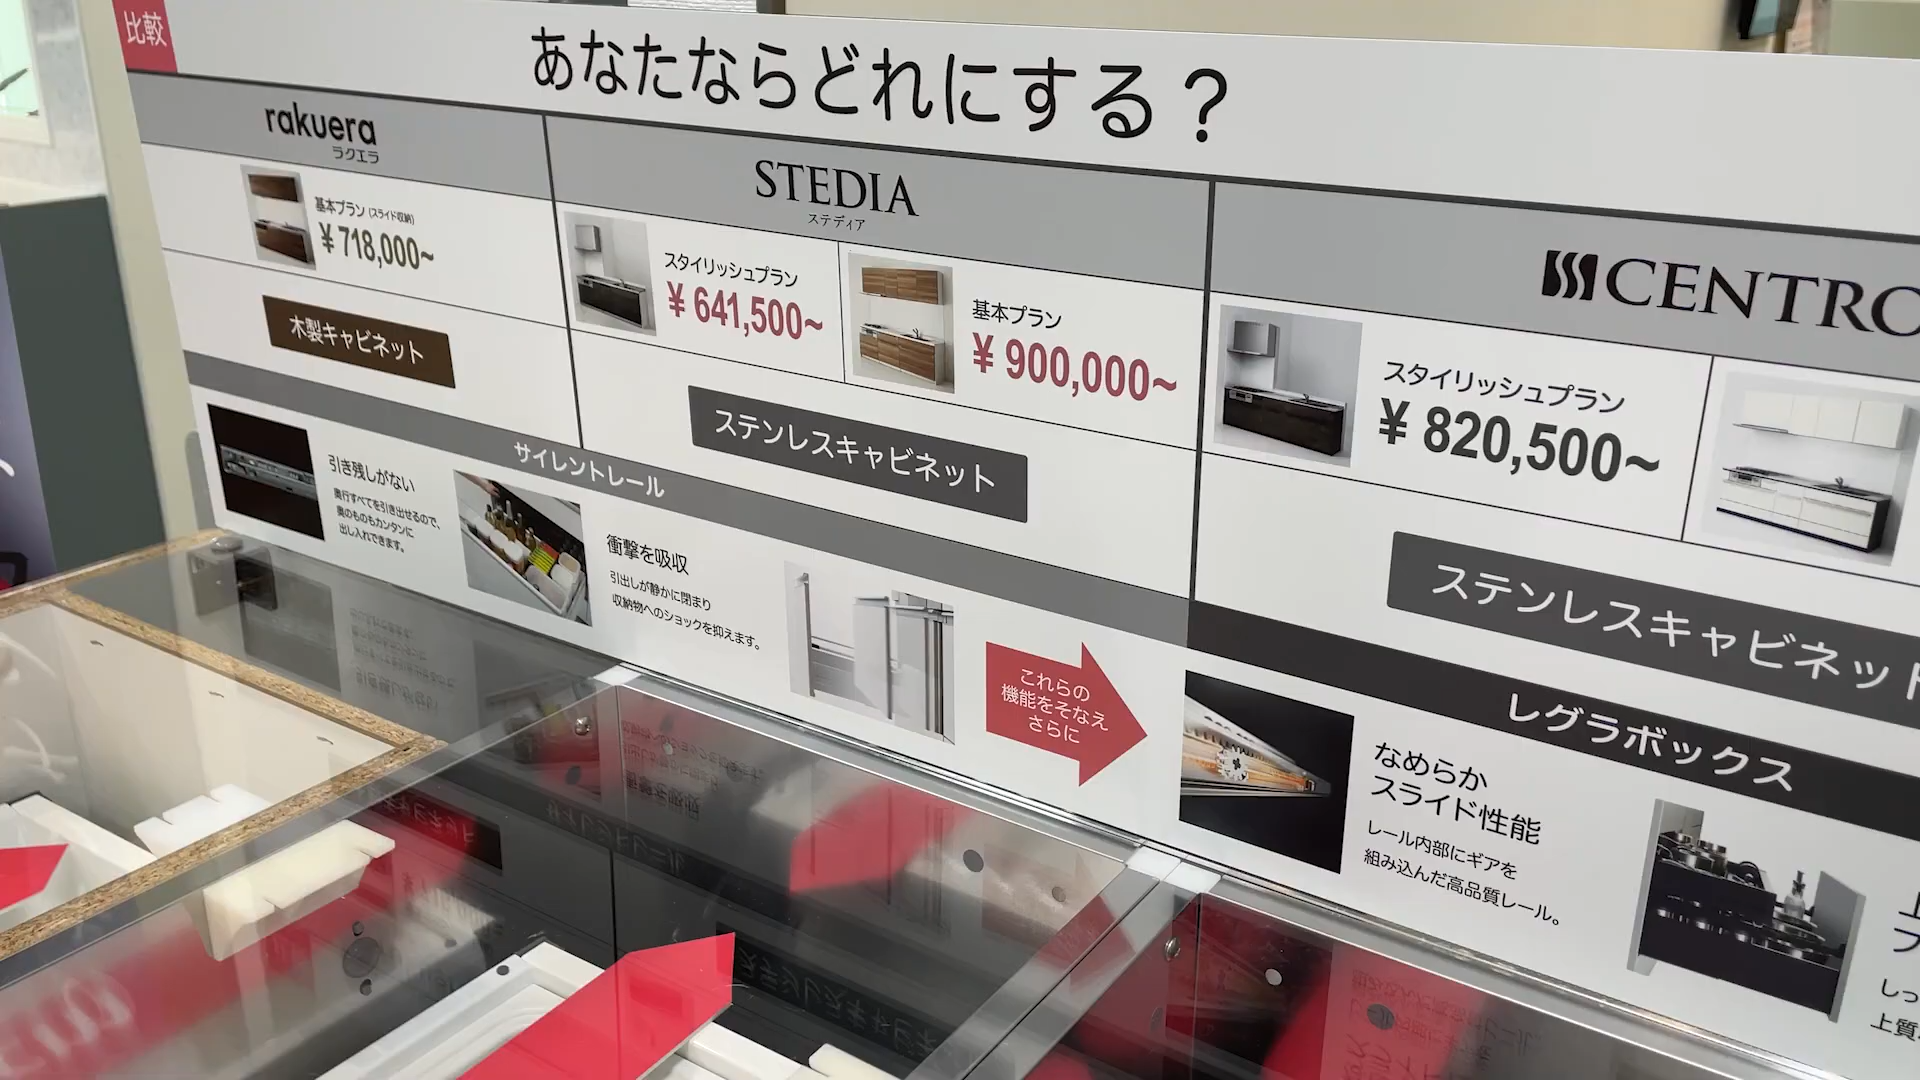 比較
あなたならどれにする？
rakuera
ラクエラ
基本プラン(スライド収納)
¥718,000~
木製キャビネット
STEDIA
ステディア
スタイリッシュプラン
¥641,500~
基本プラン
¥900,000~
ステンレスキャビネット
CENTRO
スタイリッシュプラン
¥820,500~
ステンレスキャビネット
サイレントレール
引き残しがない
奥行すべてを引き出せるので、
奥のものもカンタンに
出し入れできます。
衝撃を吸収
引出しが静かに閉まり
収納物へのショックを抑えます。
これらの
機能をそなえ
さらに
レグラボックス
なめらか
スライド性能
レール内部にギアを
組み込んだ高品質レール。
しっ
上質